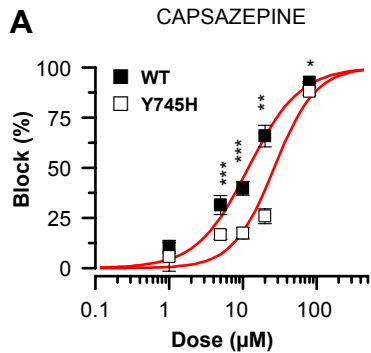 A
CAPSAZEPINE
WT
Y745H
Block (%)
100
75
50
25
0
***
***
**
*
0.1
1
10
100
Dose (µM)